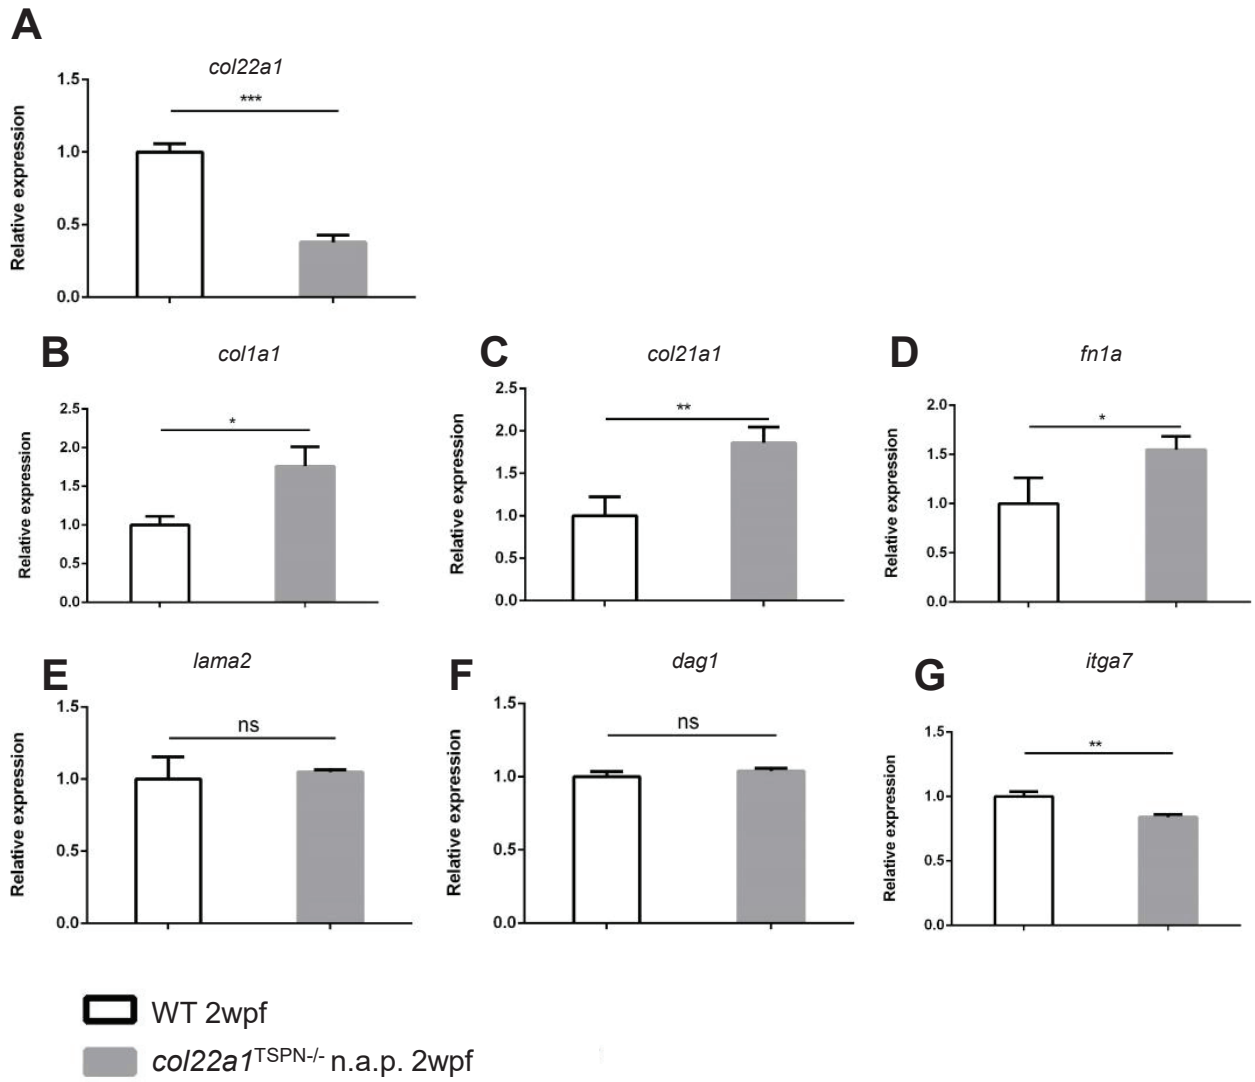 A
col22a1
1.5
***
1.0
0.5
0.0
Relative expression
B
col1a1
2.5
*
2.0
1.5
1.0
0.5
0.0
Relative expression
C
col21a1
2.5
**
2.0
1.5
1.0
0.5
0.0
Relative expression
D
fn1a
2.0
*
1.5
1.0
0.5
0.0
Relative expression
E
lama2
1.5
ns
1.0
0.5
0.0
Relative expression
F
dag1
1.5
ns
1.0
0.5
0.0
Relative expression
G
itga7
1.5
**
1.0
0.5
0.0
Relative expression
WT 2wpf
col22a1TSPN-/- n.a.p. 2wpf